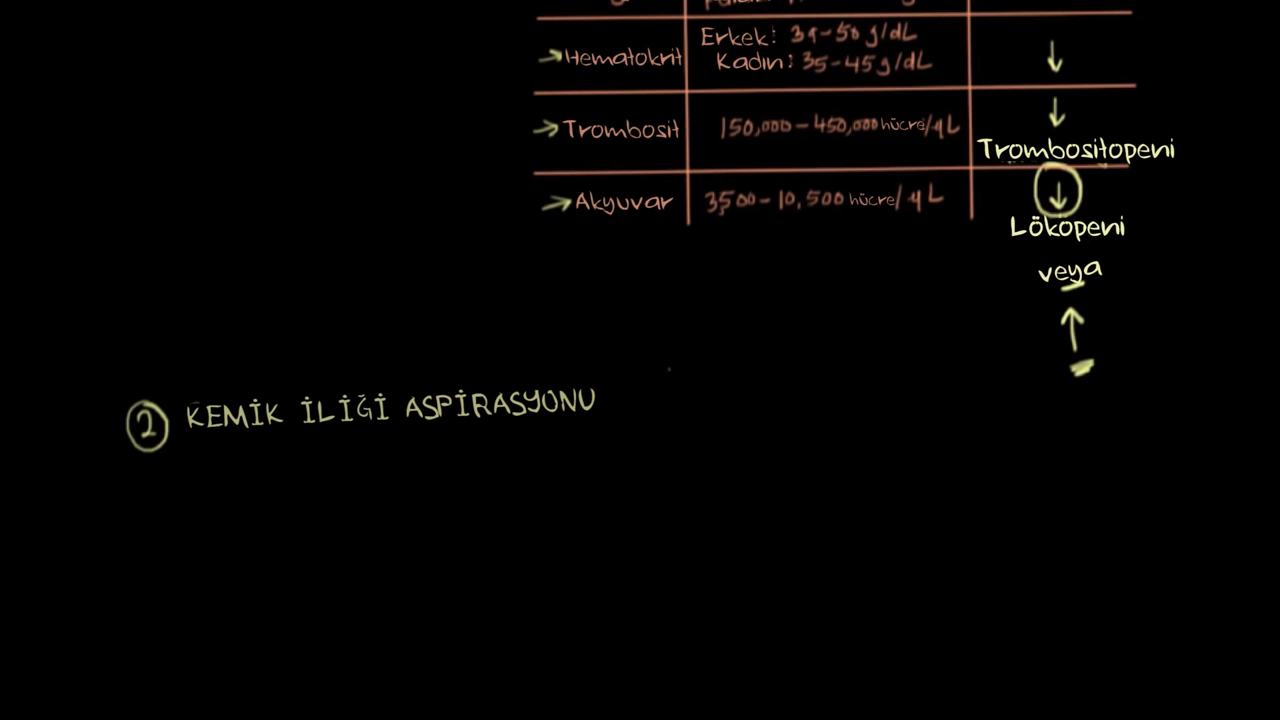 Erkek: 39-50 g/dL
→Hematokrit
Kadın: 35-45 g/dL
→Trombosit
150,000-450,000 hücre/µL
Trombositopeni
→Akyuvar
3500-10,500 hücre/µL
Lökopeni
veya
2 KEMİK İLİĞİ ASPİRASYONU